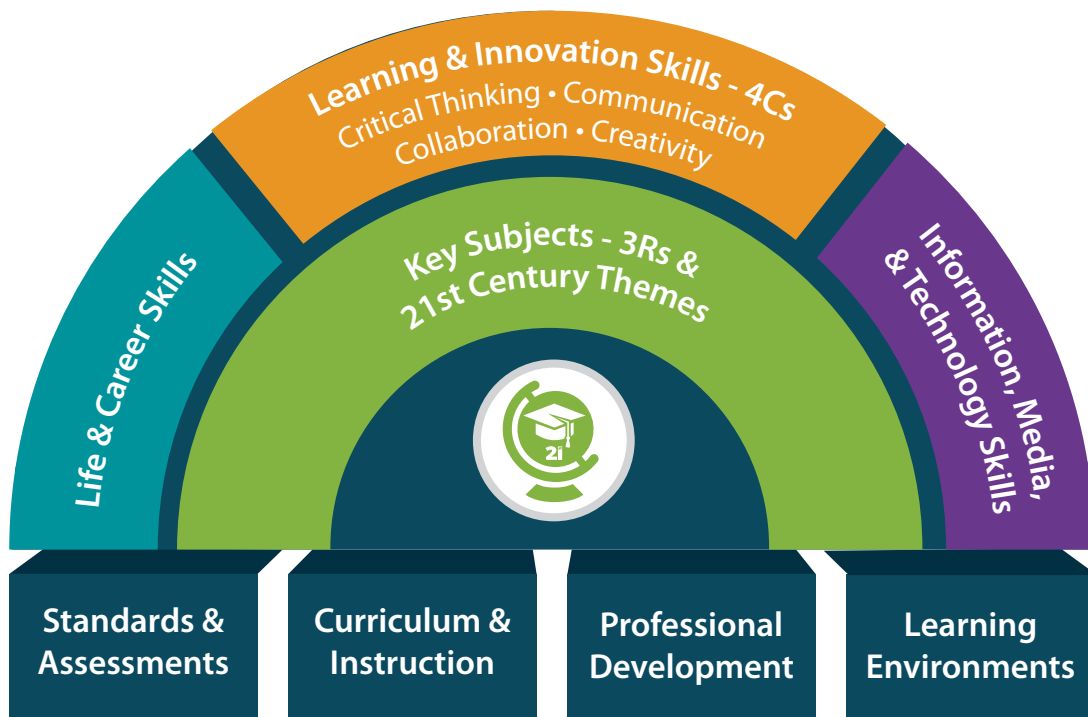 Learning & Innovation Skills - 4Cs
Critical Thinking • Communication
Collaboration • Creativity
Life & Career Skills
Key Subjects - 3Rs &
21st Century Themes
Information, Media,
& Technology Skills
2i
Standards &
Assessments
Curriculum &
Instruction
Professional
Development
Learning
Environments